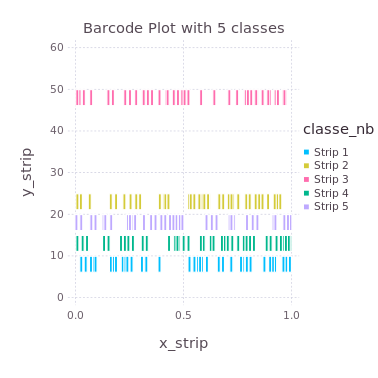 Barcode Plot with 5 classes
60
50
40
30
20
10
0
y_strip
0.0
0.5
1.0
x_strip
classe_nb
Strip 1
Strip 2
Strip 3
Strip 4
Strip 5